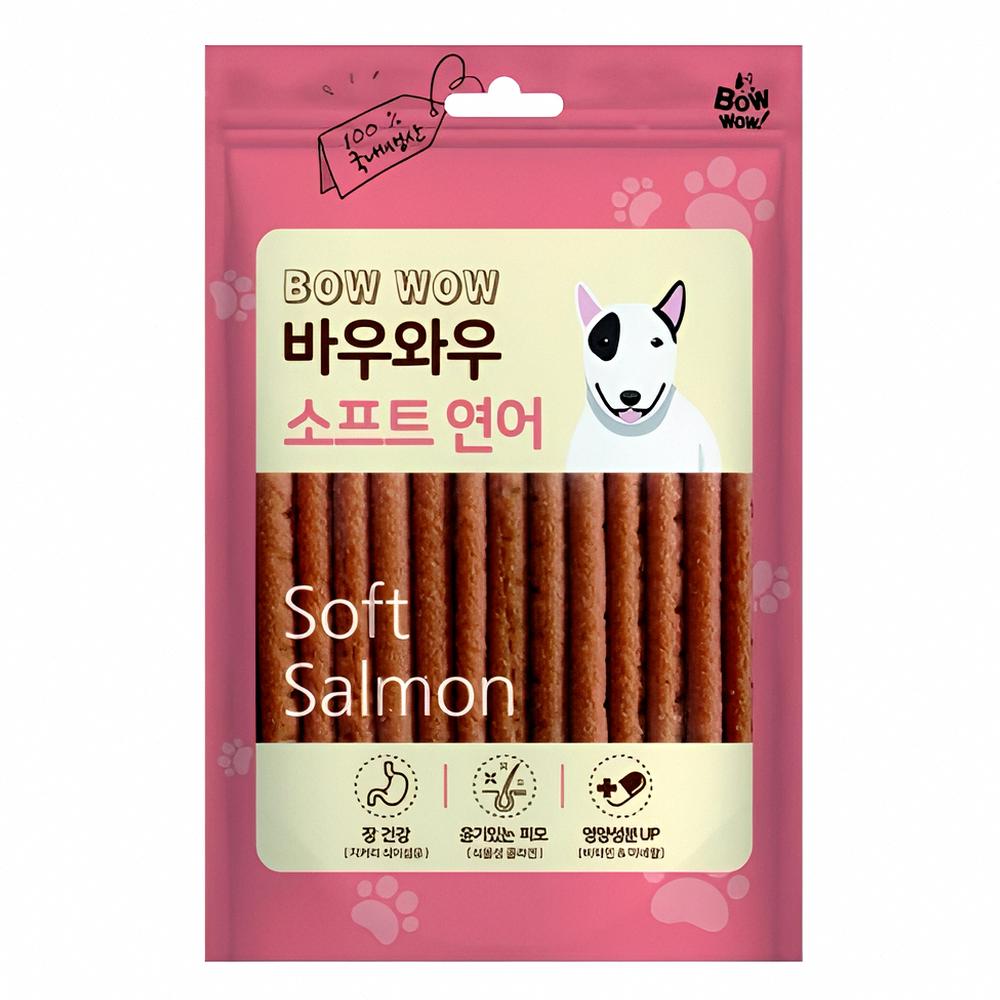 100 %
국내생산
BOW
WOW!
BOW WOW
바우와우
소프트 연어
Soft
Salmon
장 건강
윤기있는 피모
영양성분 UP